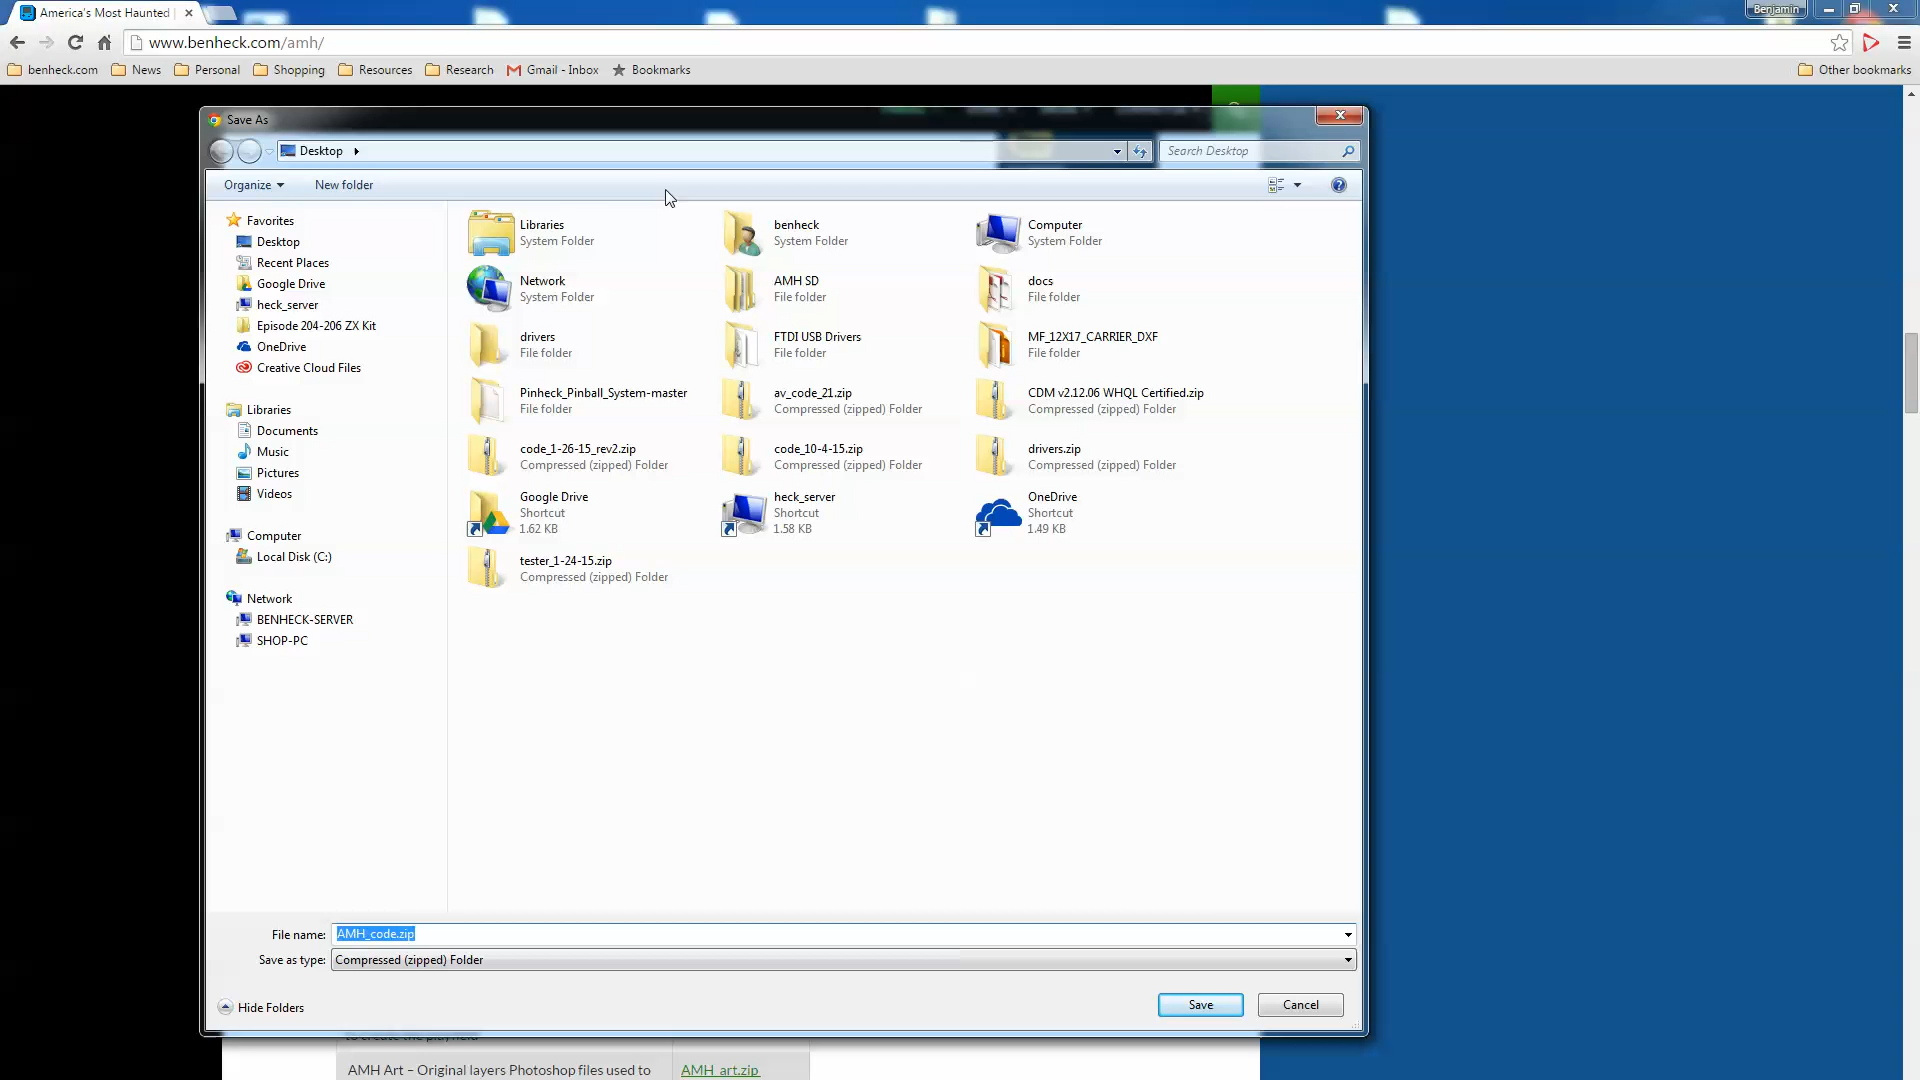 America's Most Haunted
Benjamin
www.benheck.com/amh/
benheck.com News Personal Shopping Resources Research Gmail - Inbox Bookmarks Other bookmarks
Save As
Desktop
Search Desktop
Organize New folder
Favorites
Desktop
Recent Places
Google Drive
heck_server
Episode 204-206 ZX Kit
OneDrive
Creative Cloud Files
Libraries
Documents
Music
Pictures
Videos
Computer
Local Disk (C:)
Network
BENHECK-SERVER
SHOP-PC
Libraries
System Folder
benheck
System Folder
Computer
System Folder
Network
System Folder
AMH SD
File folder
docs
File folder
drivers
File folder
FTDI USB Drivers
File folder
MF_12X17_CARRIER_DXF
File folder
Pinheck_Pinball_System-master
File folder
av_code_21.zip
Compressed (zipped) Folder
CDM v2.12.06 WHQL Certified.zip
Compressed (zipped) Folder
code_1-26-15_rev2.zip
Compressed (zipped) Folder
code_10-4-15.zip
Compressed (zipped) Folder
drivers.zip
Compressed (zipped) Folder
Google Drive
Shortcut
1.62 KB
heck_server
Shortcut
1.58 KB
OneDrive
Shortcut
1.49 KB
tester_1-24-15.zip
Compressed (zipped) Folder
File name: AMH_code.zip
Save as type: Compressed (zipped) Folder
Hide Folders
Save Cancel
to create the playfield
AMH Art – Original layers Photoshop files used to AMH_art.zip